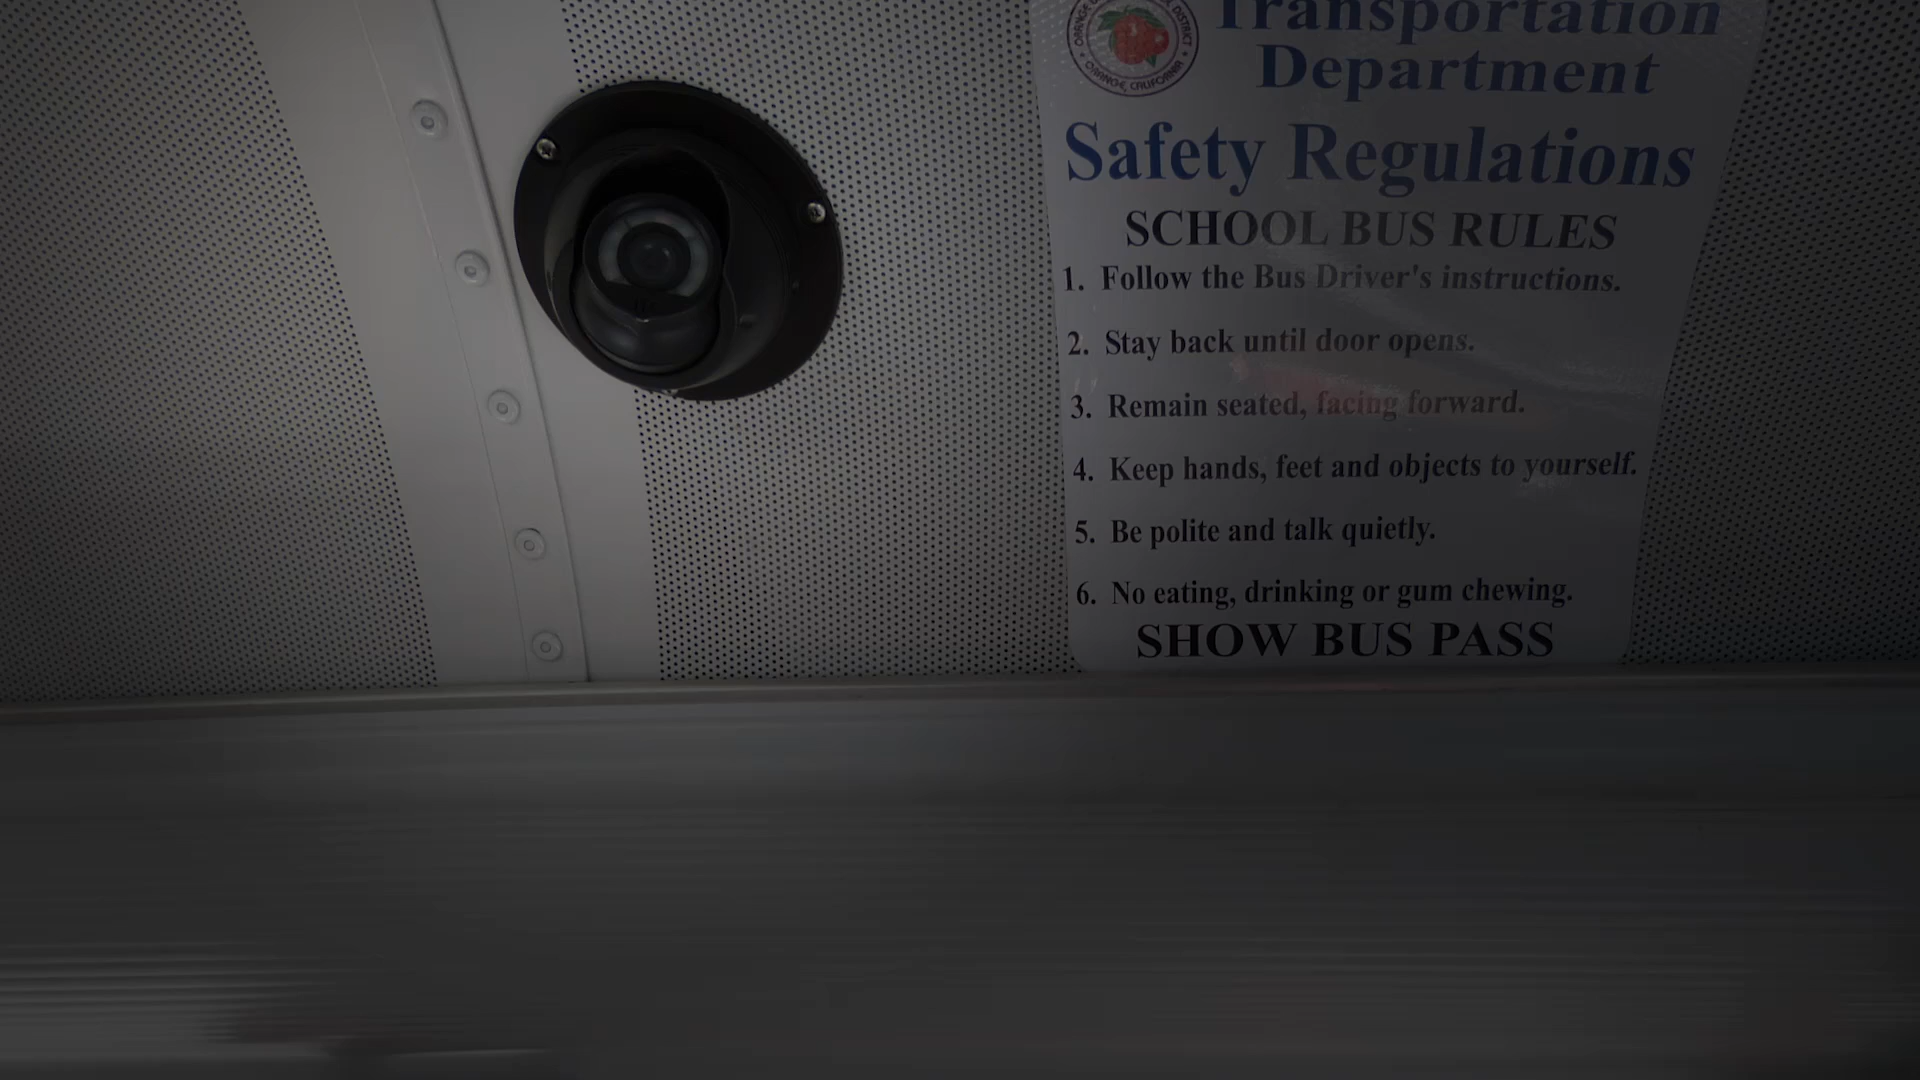 Transportation
Department
Safety Regulations
SCHOOL BUS RULES
1. Follow the Bus Driver's instructions.
2. Stay back until door opens.
3. Remain seated, facing forward.
4. Keep hands, feet and objects to yourself.
5. Be polite and talk quietly.
6. No eating, drinking or gum chewing.
SHOW BUS PASS
ORANGE, CALIFORNIA